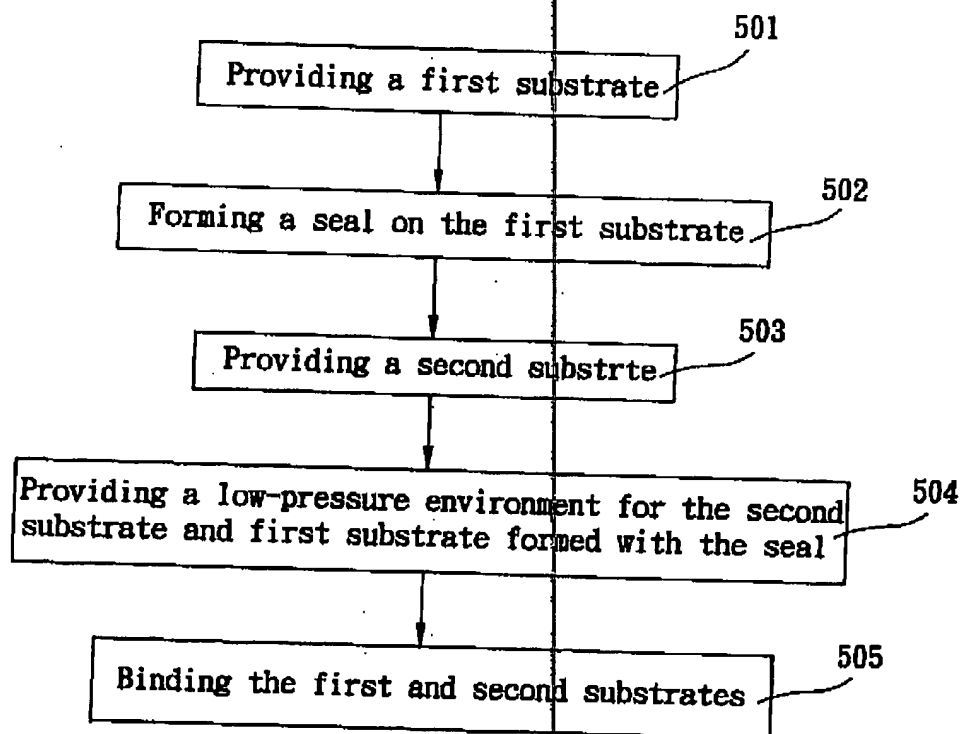 501
Providing a first substrate
502
Forming a seal on the first substrate
503
Providing a second substrte
504
Providing a low-pressure environment for the second
substrate and first substrate formed with the seal
505
Binding the first and second substrates